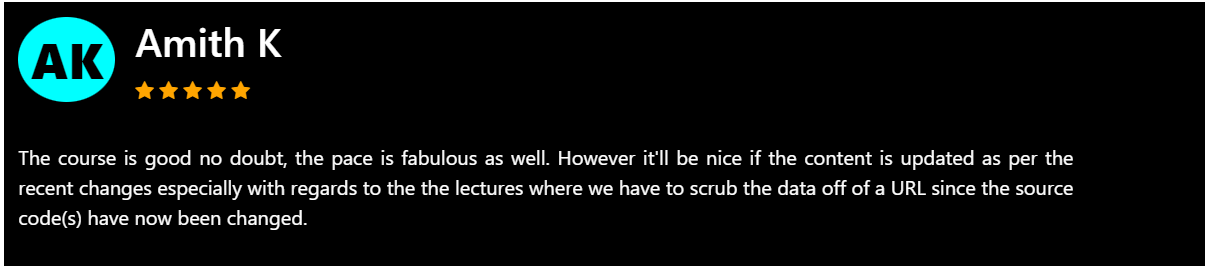 AK
Amith K
The course is good no doubt, the pace is fabulous as well. However it'll be nice if the content is updated as per the
recent changes especially with regards to the the lectures where we have to scrub the data off of a URL since the source
code(s) have now been changed.